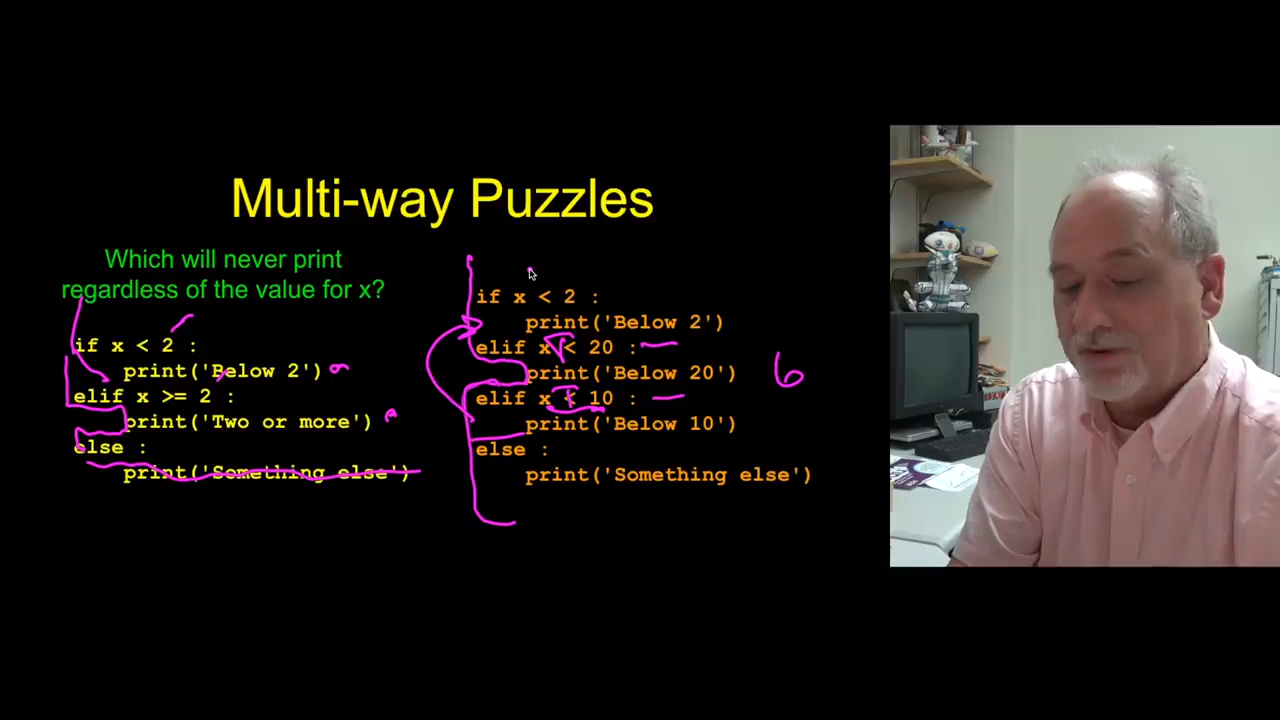 Multi-way Puzzles
Which will never print
regardless of the value for x?
if x < 2 :
print('Below 2')
elif x >= 2 :
print('Two or more')
else :
print('Something else')
if x < 2 :
print('Below 2')
elif x < 20 :
print('Below 20')
elif x < 10 :
print('Below 10')
else :
print('Something else')
6